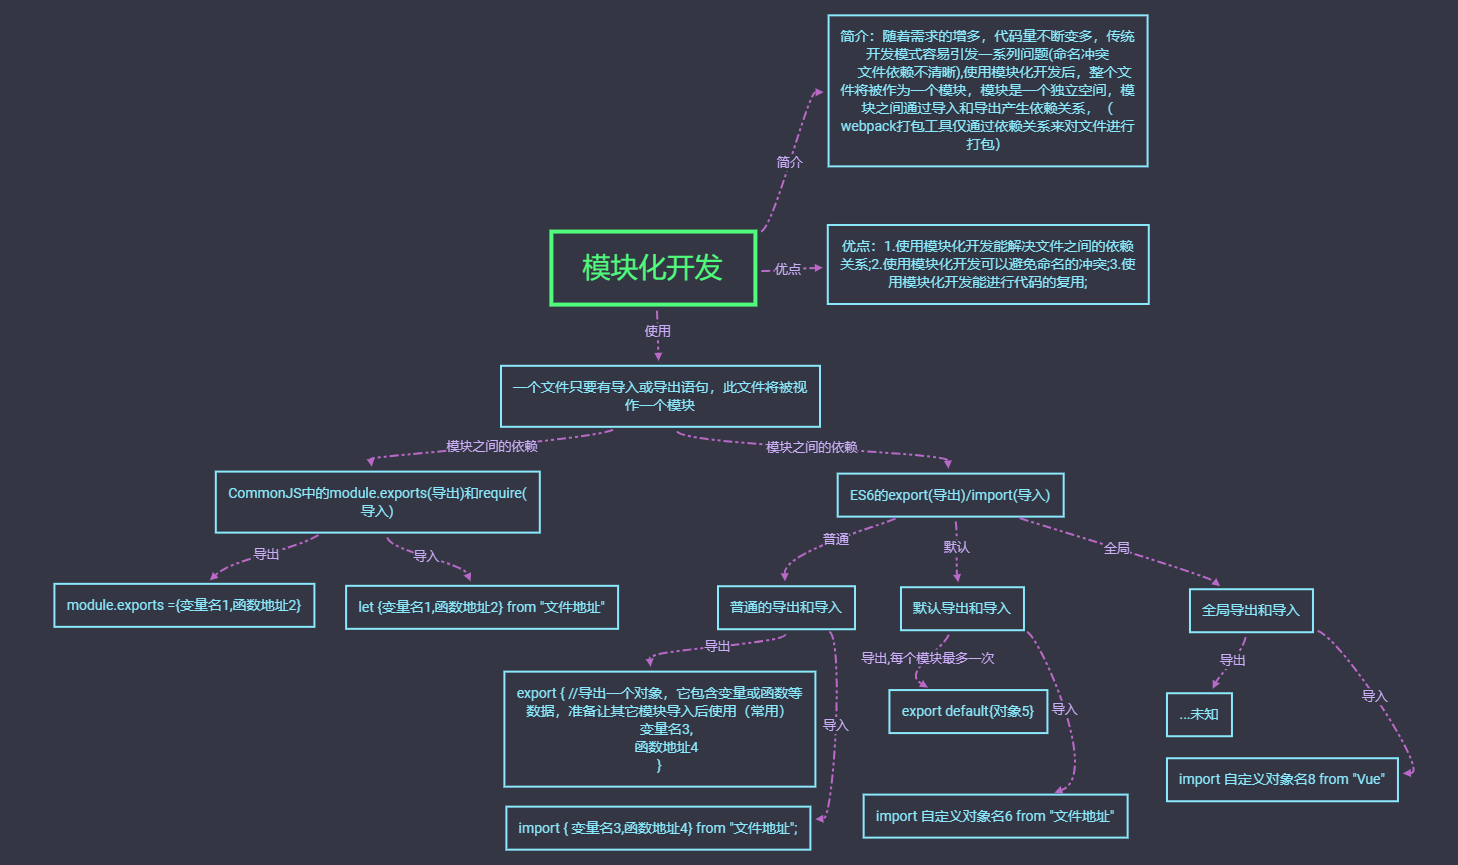 简介：随着需求的增多，代码量不断变多，传统
开发模式容易引发一系列问题(命名冲突
文件依赖不清晰),使用模块化开发后，整个文
件将被作为一个模块，模块是一个独立空间，模
块之间通过导入和导出产生依赖关系，（
webpack打包工具仅通过依赖关系来对文件进行
打包）
简介
模块化开发
优点
优点：1.使用模块化开发能解决文件之间的依赖
关系;2.使用模块化开发可以避免命名的冲突;3.使
用模块化开发能进行代码的复用;
使用
一个文件只要有导入或导出语句，此文件将被视
作一个模块
模块之间的依赖
模块之间的依赖
CommonJS中的module.exports(导出)和require(
导入)
ES6的export(导出)/import(导入)
导出
导入
普通
默认
全局
module.exports ={变量名1,函数地址2}
let {变量名1,函数地址2} from "文件地址"
普通的导出和导入
默认导出和导入
全局导出和导入
导出
导出,每个模块最多一次
导出
export { //导出一个对象，它包含变量或函数等
数据，准备让其它模块导入后使用（常用）
变量名3,
函数地址4
}
导入
export default{对象5}
导入
...未知
导入
import { 变量名3,函数地址4} from "文件地址";
import 自定义对象名6 from "文件地址"
import 自定义对象名8 from "Vue"